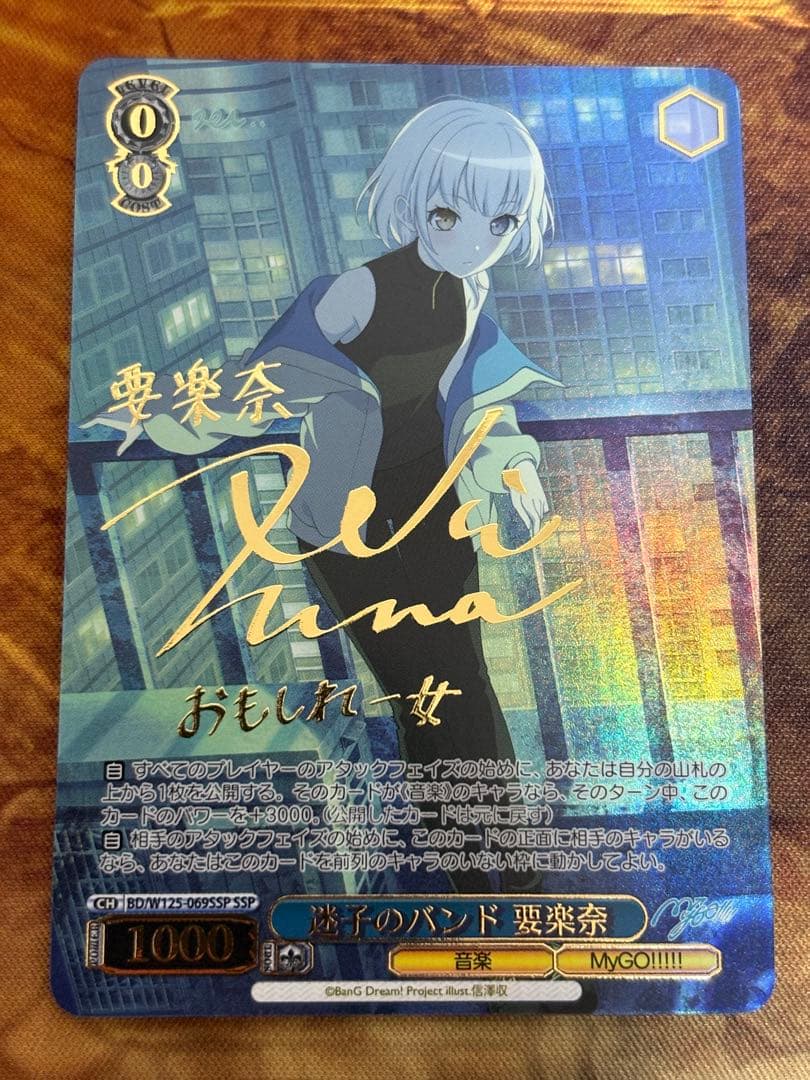 LEVEL
0
0
COST
要楽奈
おもしれー女
自 すべてのプレイヤーのアタックフェイズの始めに、あなたは自分の山札の
上から1枚を公開する。そのカードが《音楽》のキャラなら、そのターン中、この
カードのパワーを+3000。(公開したカードは元に戻す)
自 相手のアタックフェイズの始めに、このカードの正面に相手のキャラがいる
なら、あなたはこのカードを前列のキャラのいない枠に動かしてよい。
CH BD/W125-069SSP SSP
迷子のバンド 要楽奈
1000
SOUL
音楽 MyGO!!!!!
©BanG Dream! Project illust.信澤収